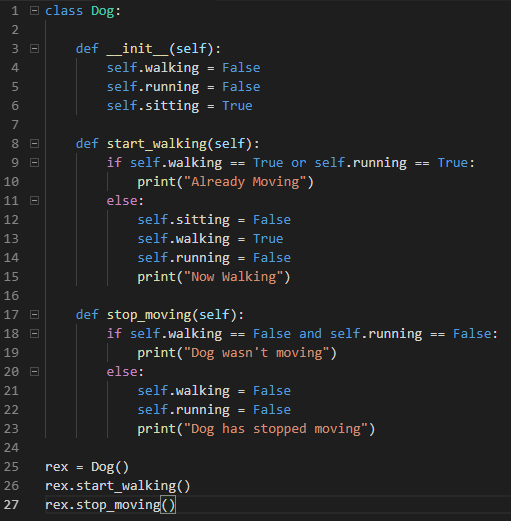 1 class Dog:
2
3     def __init__(self):
4         self.walking = False
5         self.running = False
6         self.sitting = True
7
8     def start_walking(self):
9         if self.walking == True or self.running == True:
10             print("Already Moving")
11         else:
12             self.sitting = False
13             self.walking = True
14             self.running = False
15             print("Now Walking")
16
17     def stop_moving(self):
18         if self.walking == False and self.running == False:
19             print("Dog wasn't moving")
20         else:
21             self.walking = False
22             self.running = False
23             print("Dog has stopped moving")
24
25 rex = Dog()
26 rex.start_walking()
27 rex.stop_moving()